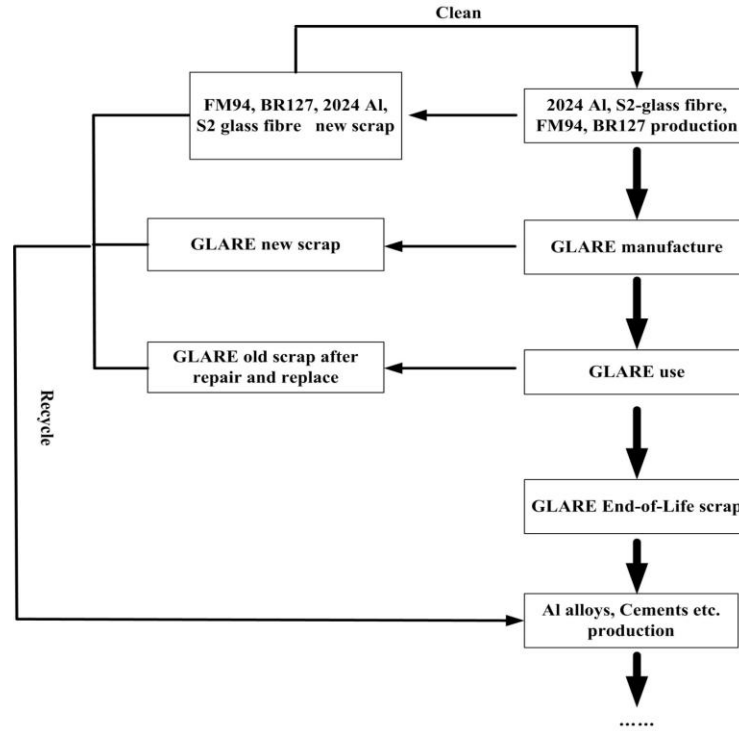 Clean
FM94, BR127, 2024 Al,
S2 glass fibre new scrap
2024 Al, S2-glass fibre,
FM94, BR127 production
GLARE new scrap
GLARE manufacture
GLARE old scrap after
repair and replace
GLARE use
Recycle
GLARE End-of-Life scrap
Al alloys, Cements etc.
production
......